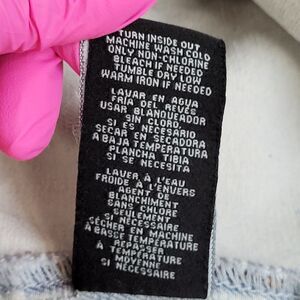 TURN INSIDE OUT
MACHINE WASH COLD
ONLY NON-CHLORINE
BLEACH IF NEEDED
TUMBLE DRY LOW
WARM IRON IF NEEDED
LAVAR EN AGUA
FRIA DEL REVÉS
USAR BLANQUEADOR
SIN CLORO,
SI ES NECESARIO
SECAR EN SECADORA
A BAJA TEMPERATURA
PLANCHA TIBIA
SI SE NECESITA
LAVER À L'EAU
FROIDE À L'ENVERS
AGENT DE
BLANCHIMENT
SANS CHLORE
SEULEMENT
SI NÉCESSAIRE
SÉCHER EN MACHINE
À BASSE TEMPÉRATURE
REPASSER
À TEMPÉRATURE
MOYENNE
SI NÉCESSAIRE